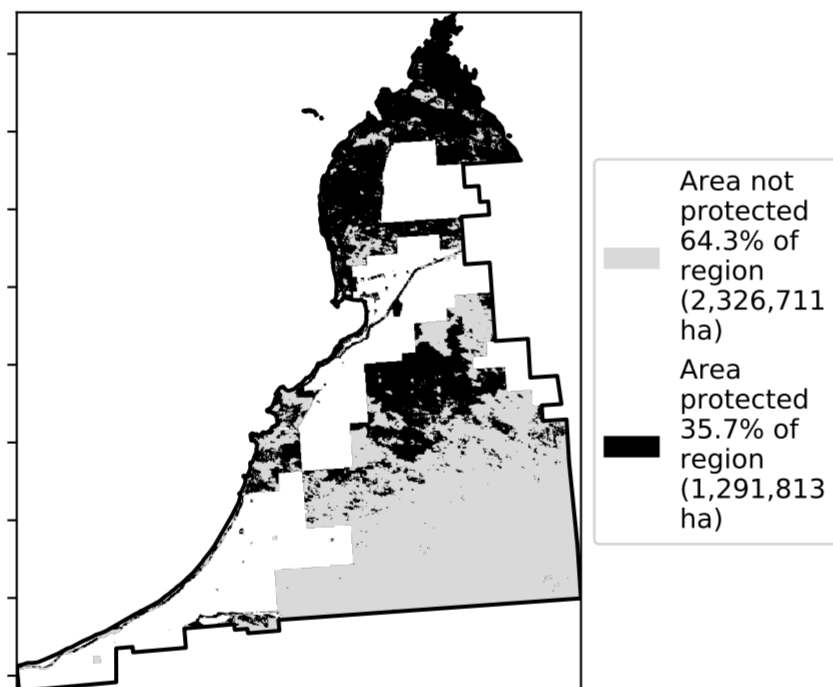 Area not
protected
64.3% of
region
(2,326,711
ha)
Area
protected
35.7% of
region
(1,291,813
ha)